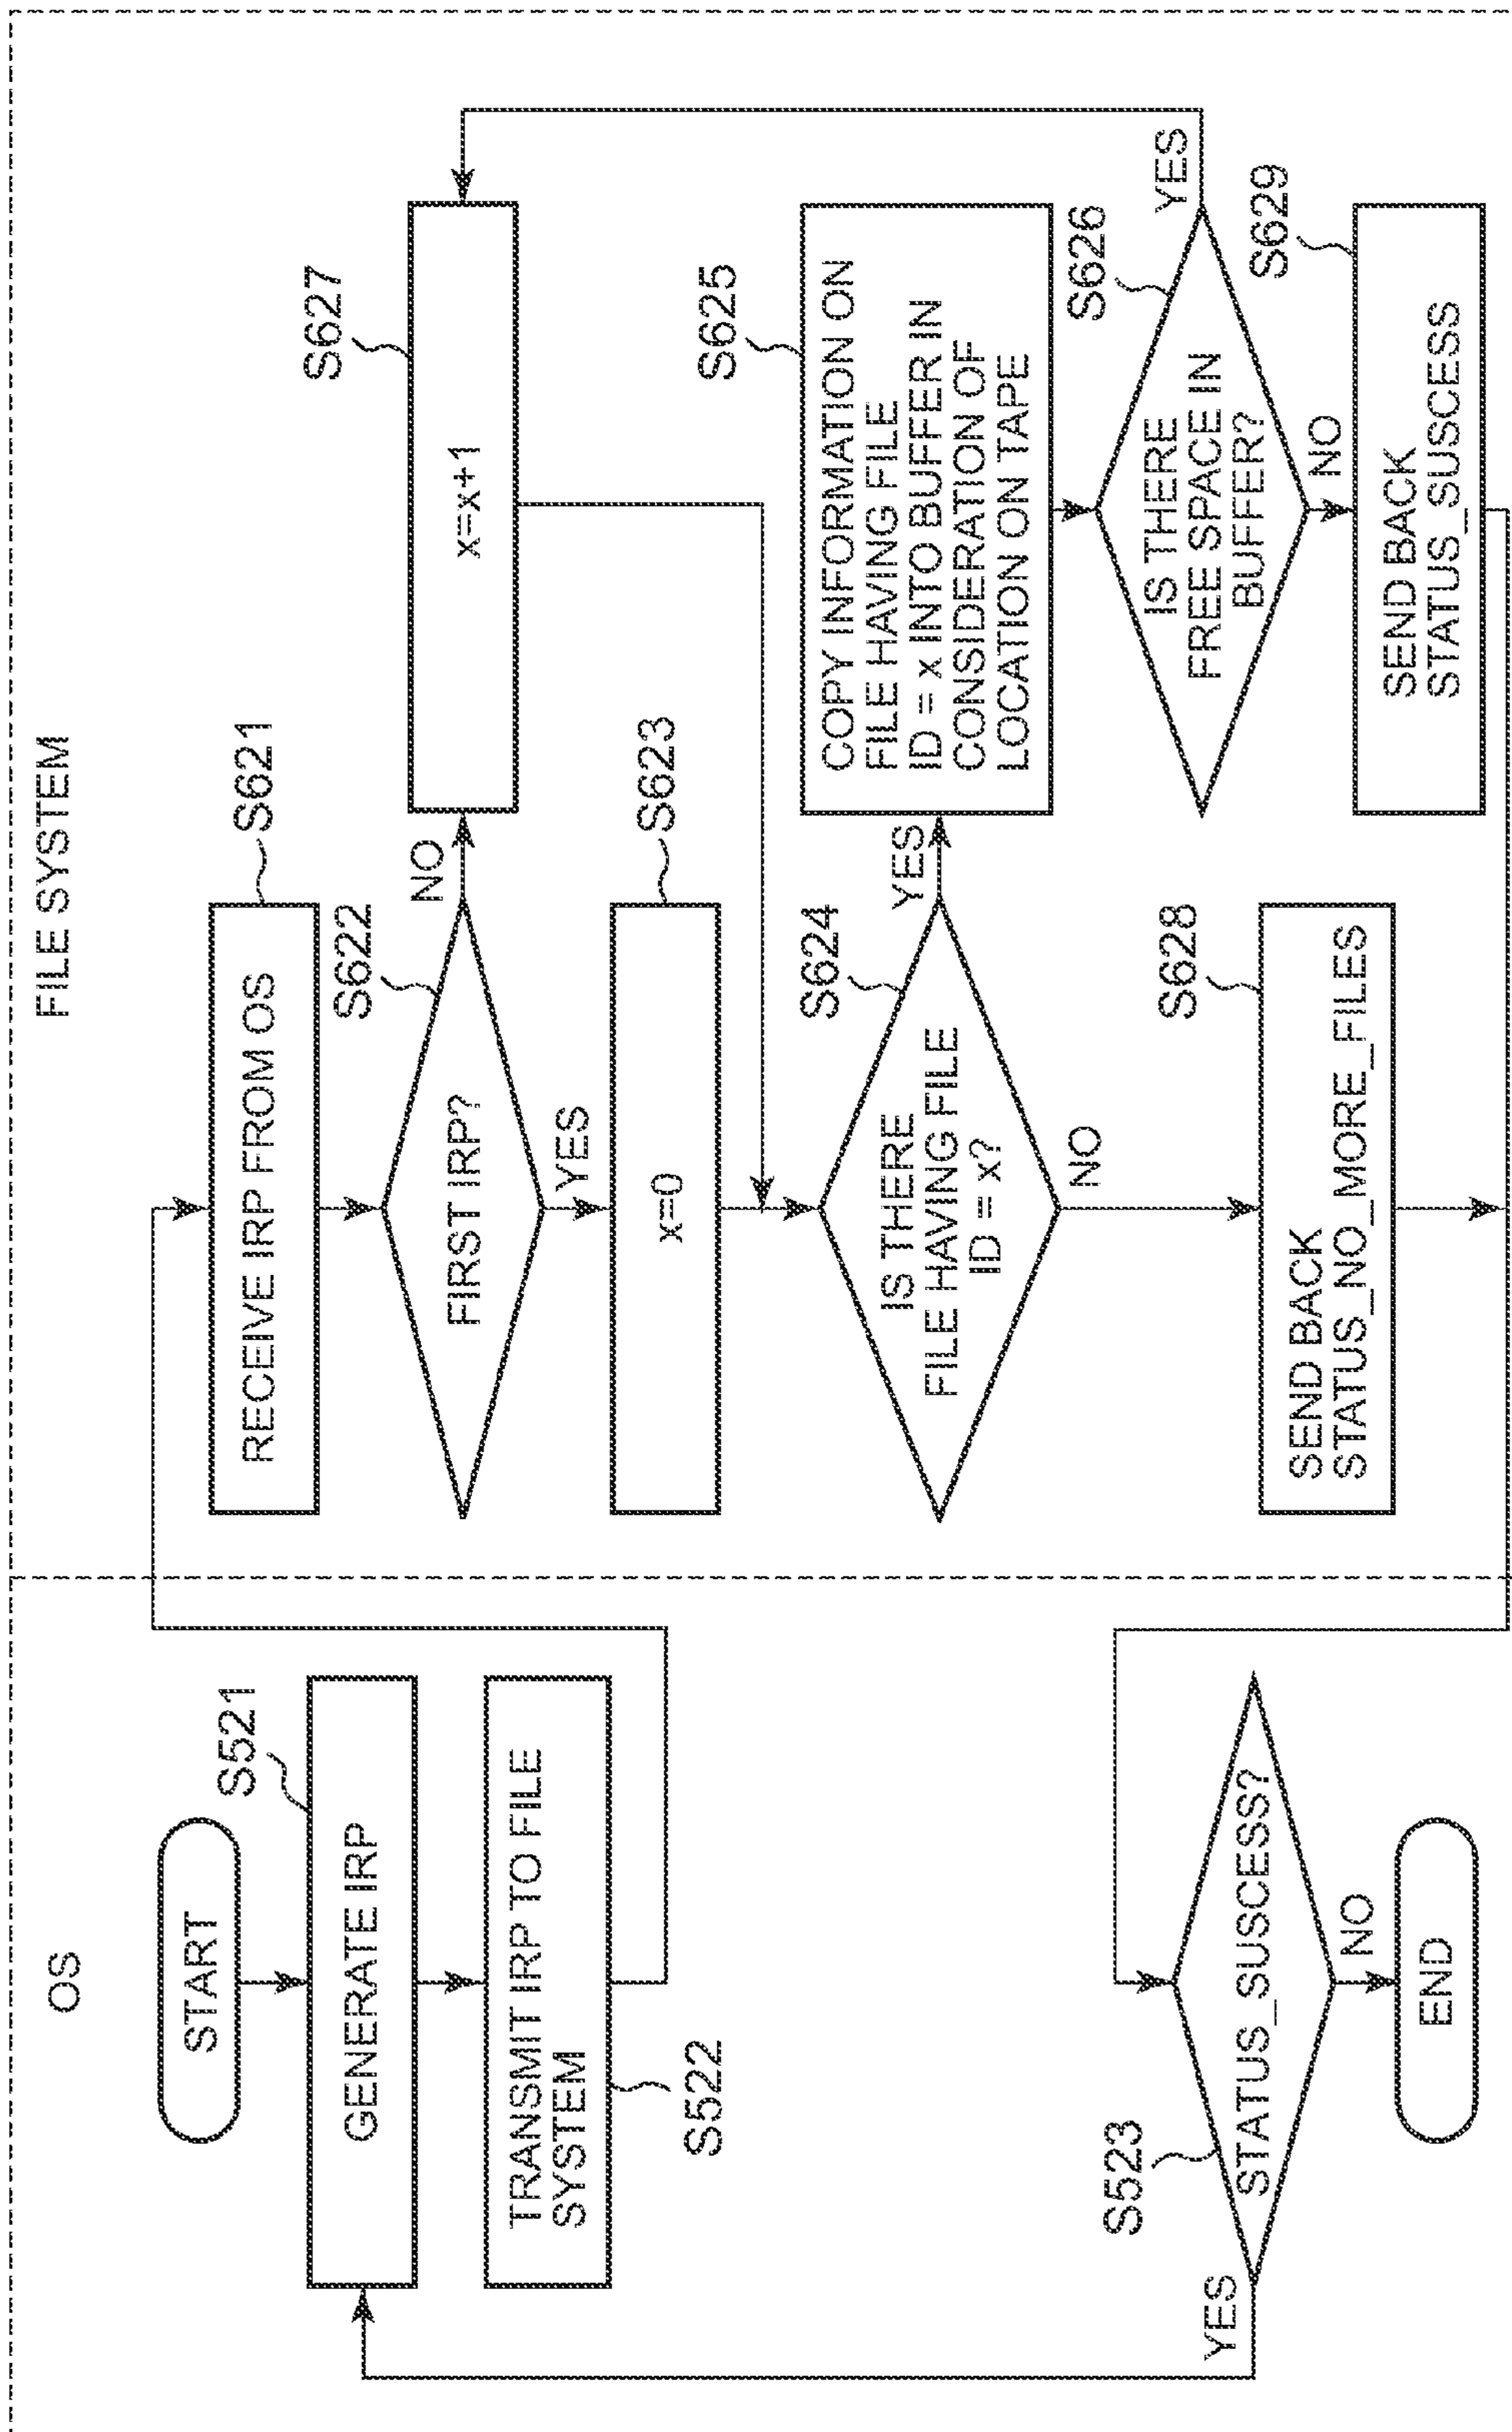 OS
START
S521
GENERATE IRP
TRANSMIT IRP TO FILE
SYSTEM
S522
S523
STATUS_SUSCESS?
YES
NO
END
FILE SYSTEM
RECEIVE IRP FROM OS
S621
S622
FIRST IRP?
NO
YES
x=0
S623
S627
x=x+1
S624
IS THERE
FILE HAVING FILE
ID = x?
YES
NO
S625
COPY INFORMATION ON
FILE HAVING FILE
ID = x INTO BUFFER IN
CONSIDERATION OF
LOCATION ON TAPE
S626
IS THERE
FREE SPACE IN
BUFFER?
YES
NO
S628
SEND BACK
STATUS_NO_MORE_FILES
S629
SEND BACK
STATUS_SUSCESS